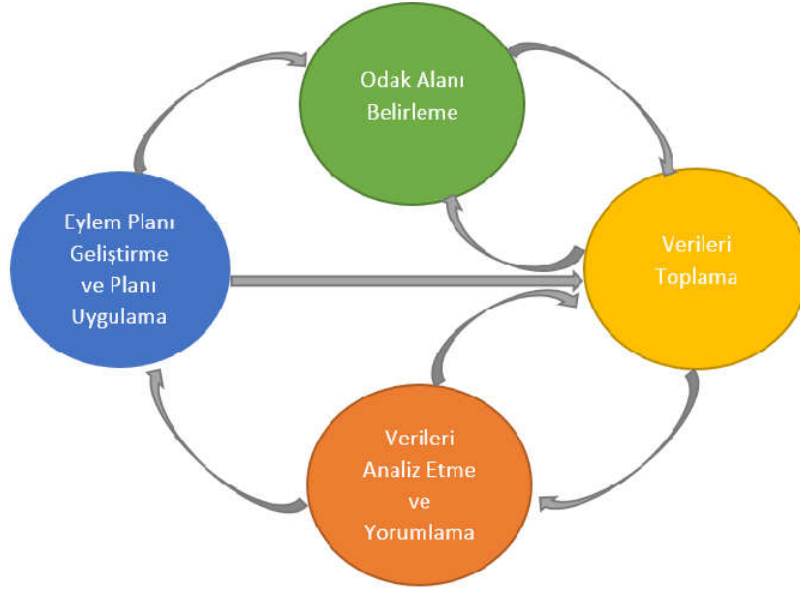 Odak Alanı
Belirleme
Eylem Planı
Geliştirme
ve Planı
Uygulama
Verileri
Toplama
Verileri
Analiz Etme
ve
Yorumlama